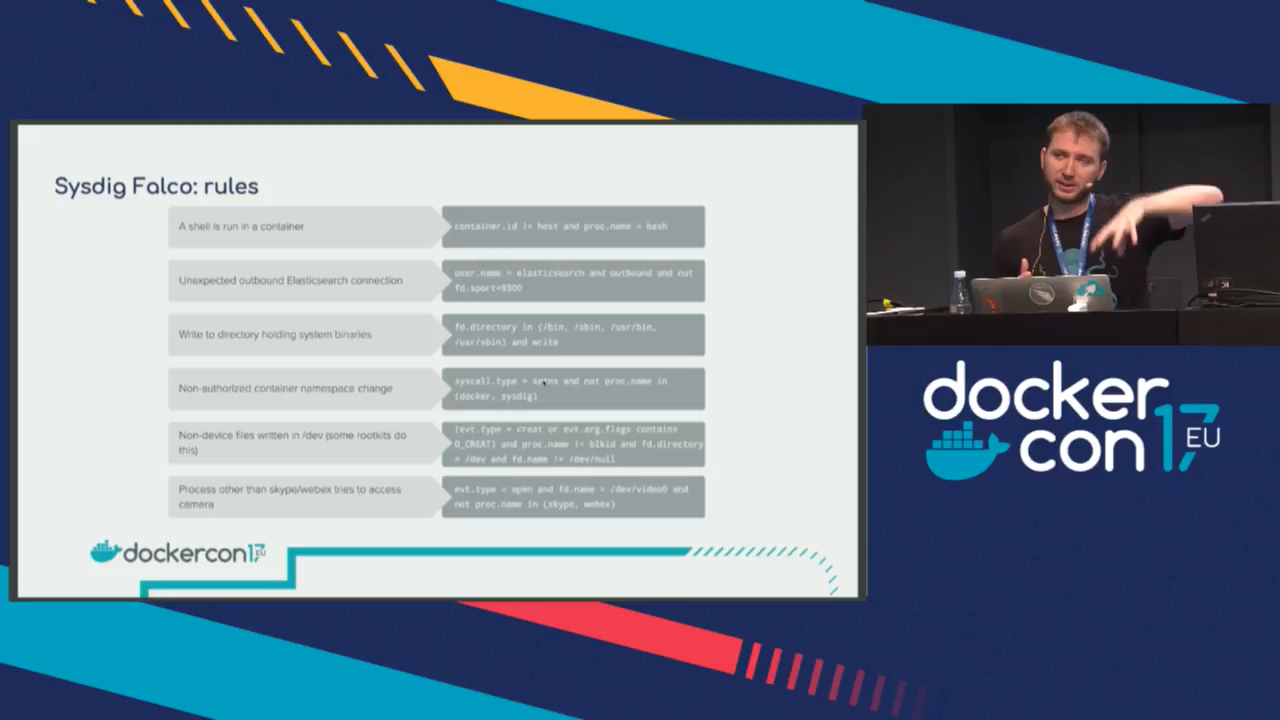 Sysdig Falco: rules
A shell is run in a container
container.id != host and proc.name = bash
Unexpected outbound Elasticsearch connection
user.name = elasticsearch and outbound and not
fd.sport=9300
Write to directory holding system binaries
fd.directory in (/bin, /sbin, /usr/bin,
/usr/sbin) and write
Non-authorized container namespace change
syscall.type = setns and not proc.name in
(docker, sysdig)
Non-device files written in /dev (some rootkits do
this)
(evt.type = creat or evt.arg.flags contains
O_CREAT) and proc.name != blkid and fd.directory
= /dev and fd.name != /dev/null
Process other than skype/webex tries to access
camera
evt.type = open and fd.name = /dev/video0 and
not proc.name in (skype, webex)
dockercon17 EU
docker
con 17 EU